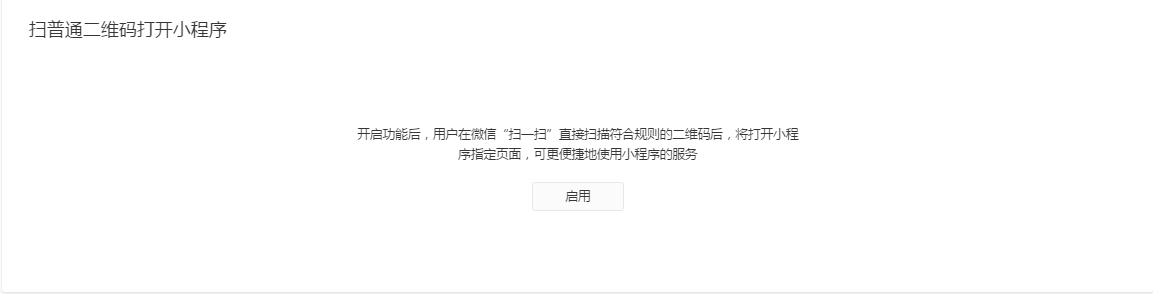 扫普通二维码打开小程序
开启功能后，用户在微信“扫一扫”直接扫描符合规则的二维码后，将打开小程
序指定页面，可更便捷地使用小程序的服务
启用